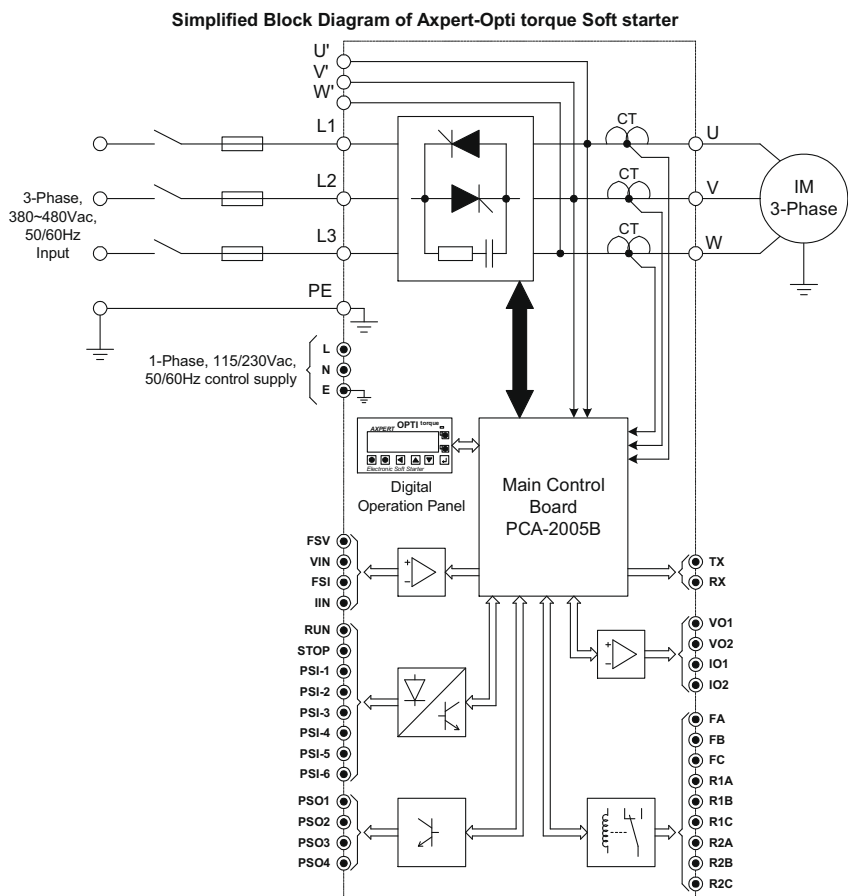 Simplified Block Diagram of Axpert-Opti torque Soft starter
U'
V'
W'
L1
L2
L3
PE
3-Phase,
380~480Vac,
50/60Hz
Input
CT
CT
CT
U
V
W
IM
3-Phase
1-Phase, 115/230Vac,
50/60Hz control supply
L
N
E
AXPERT OPTI torque
Electronic Soft Starter
Digital
Operation Panel
Main Control
Board
PCA-2005B
FSV
VIN
FSI
IIN
RUN
STOP
PSI-1
PSI-2
PSI-3
PSI-4
PSI-5
PSI-6
PSO1
PSO2
PSO3
PSO4
TX
RX
VO1
VO2
IO1
IO2
FA
FB
FC
R1A
R1B
R1C
R2A
R2B
R2C